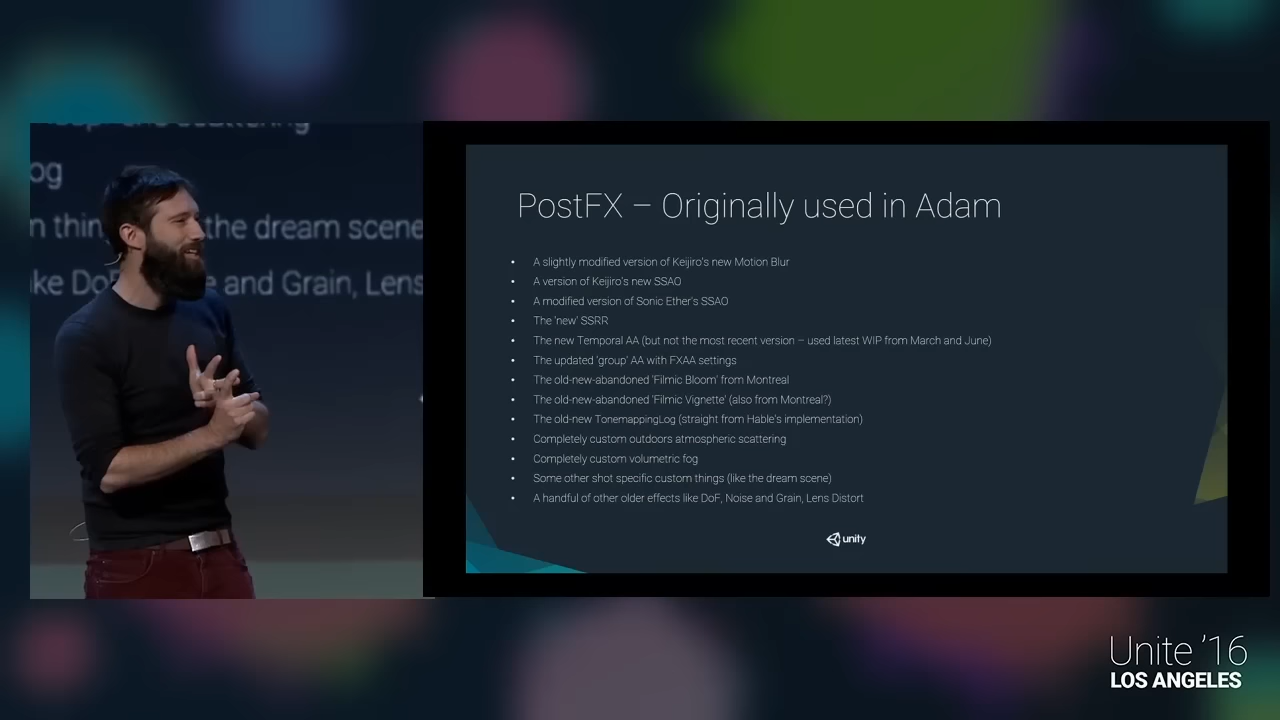 scattering
og
n thin the dream scene
ke DoF e and Grain, Lens
PostFX – Originally used in Adam
• A slightly modified version of Keijiro's new Motion Blur
• A version of Keijiro's new SSAO
• A modified version of Sonic Ether's SSAO
• The 'new' SSRR
• The new Temporal AA (but not the most recent version – used latest WIP from March and June)
• The updated 'group' AA with FXAA settings
• The old-new-abandoned 'Filmic Bloom' from Montreal
• The old-new-abandoned 'Filmic Vignette' (also from Montreal?)
• The old-new TonemappingLog (straight from Hable's implementation)
• Completely custom outdoors atmospheric scattering
• Completely custom volumetric fog
• Some other shot specific custom things (like the dream scene)
• A handful of other older effects like DoF, Noise and Grain, Lens Distort
unity
Unite '16
LOS ANGELES